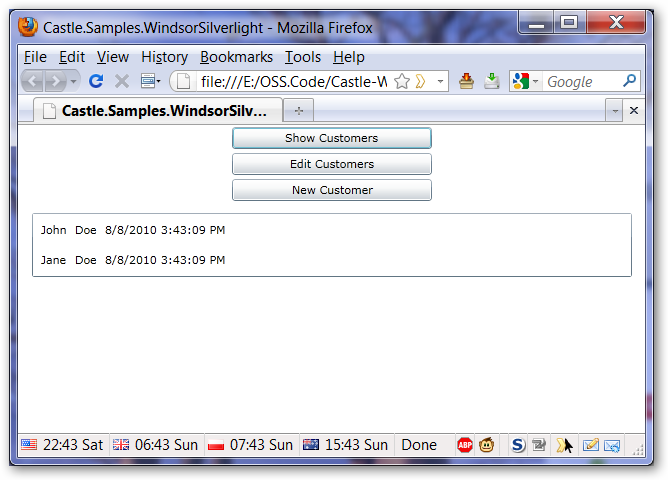 Castle.Samples.WindsorSilverlight - Mozilla Firefox
File Edit View History Bookmarks Tools Help
file:///E:/OSS.Code/Castle-W Google
Castle.Samples.WindsorSilv...
Show Customers
Edit Customers
New Customer
John Doe 8/8/2010 3:43:09 PM
Jane Doe 8/8/2010 3:43:09 PM
22:43 Sat 06:43 Sun 07:43 Sun 15:43 Sun Done ABP S